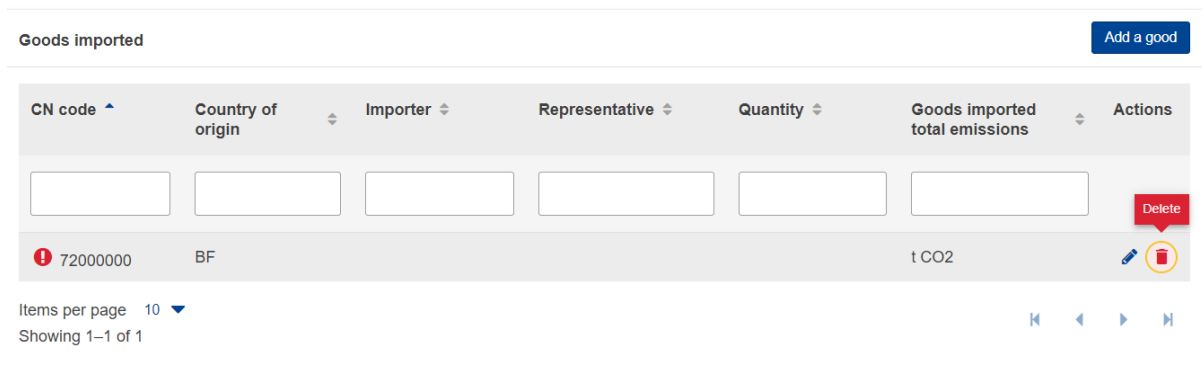 Goods imported
Add a good
CN code
Country of
origin
Importer
Representative
Quantity
Goods imported
total emissions
Actions
Delete
72000000
BF
t CO2
Items per page 10
Showing 1–1 of 1